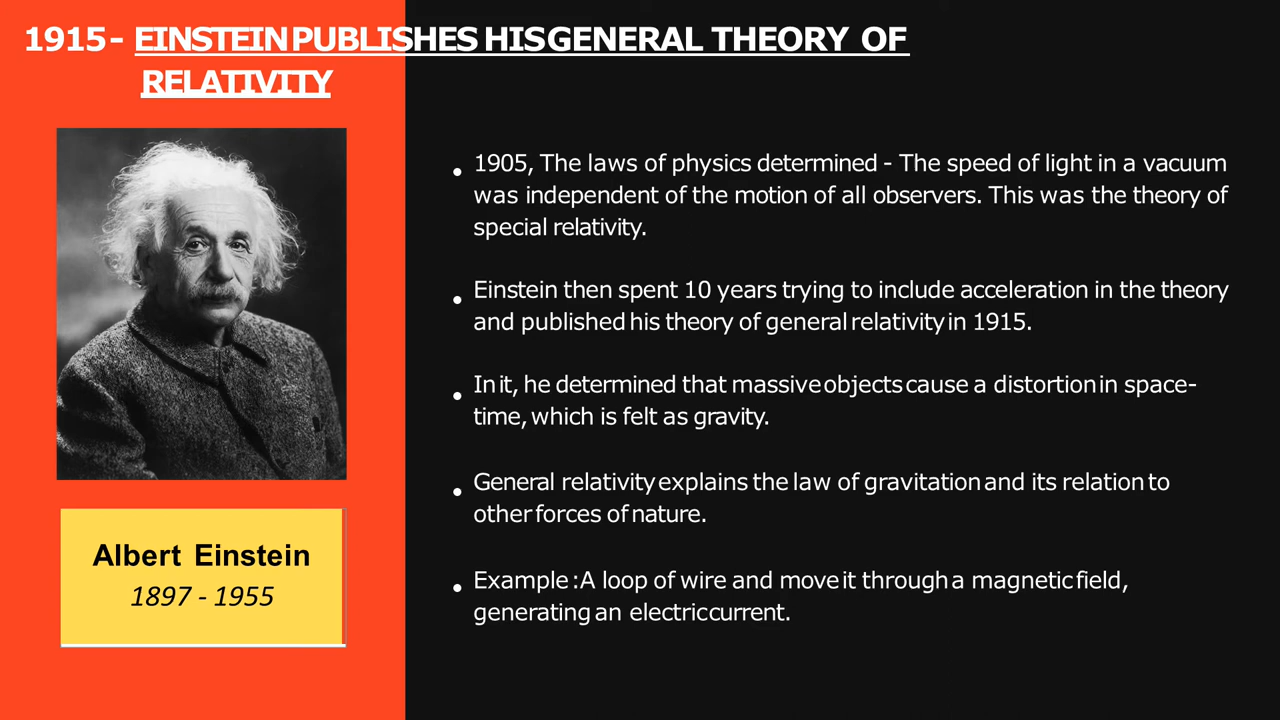 1915- EINSTEIN PUBLISHES HIS GENERAL THEORY OF
RELATIVITY
• 1905, The laws of physics determined - The speed of light in a vacuum
was independent of the motion of all observers. This was the theory of
special relativity.
• Einstein then spent 10 years trying to include acceleration in the theory
and published his theory of general relativity in 1915.
• In it, he determined that massive objects cause a distortion in space-
time, which is felt as gravity.
• General relativity explains the law of gravitation and its relation to
other forces of nature.
• Example :A loop of wire and move it through a magnetic field,
generating an electric current.
Albert Einstein
1897 - 1955